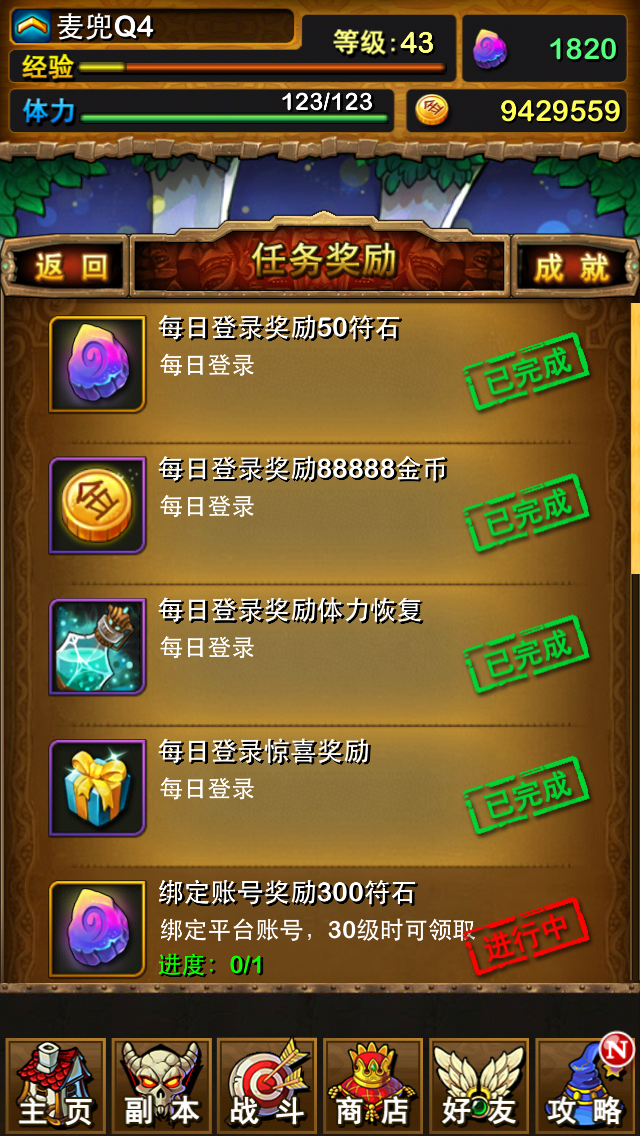 麦兜Q4
等级:43
1820
经验
体力
123/123
9429559
返回
任务奖励
成就
每日登录奖励50符石
每日登录
已完成
每日登录奖励88888金币
每日登录
已完成
每日登录奖励体力恢复
每日登录
已完成
每日登录惊喜奖励
每日登录
已完成
绑定账号奖励300符石
绑定平台账号，30级时可领取
进行中
进度：0/1
N
主页
副本
战斗
商店
好友
攻略